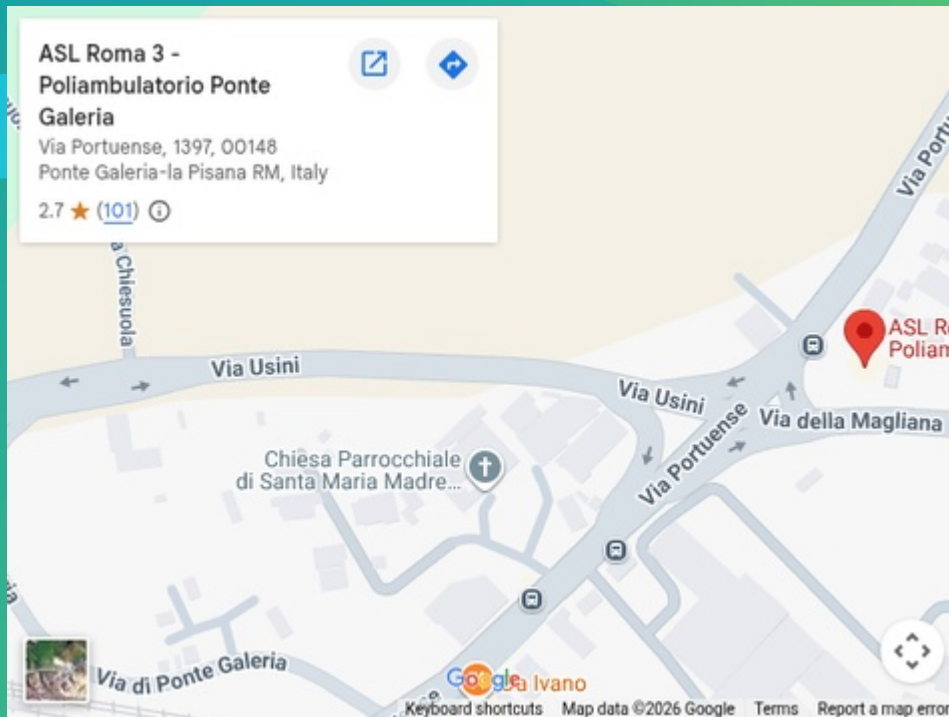 ASL Roma 3 -
Poliambulatorio Ponte
Galeria
Via Portuense, 1397, 00148
Ponte Galeria-la Pisana RM, Italy
2.7 ★ (101)
a Chiesuola
Via Portu
ASL R
Poliam
Via Usini
Via Usini
Via Portuense
Via della Magliana
Chiesa Parrocchiale
di Santa Maria Madre...
Via di Ponte Galeria
Google
Ivano
Keyboard shortcuts Map data ©2026 Google Terms Report a map error